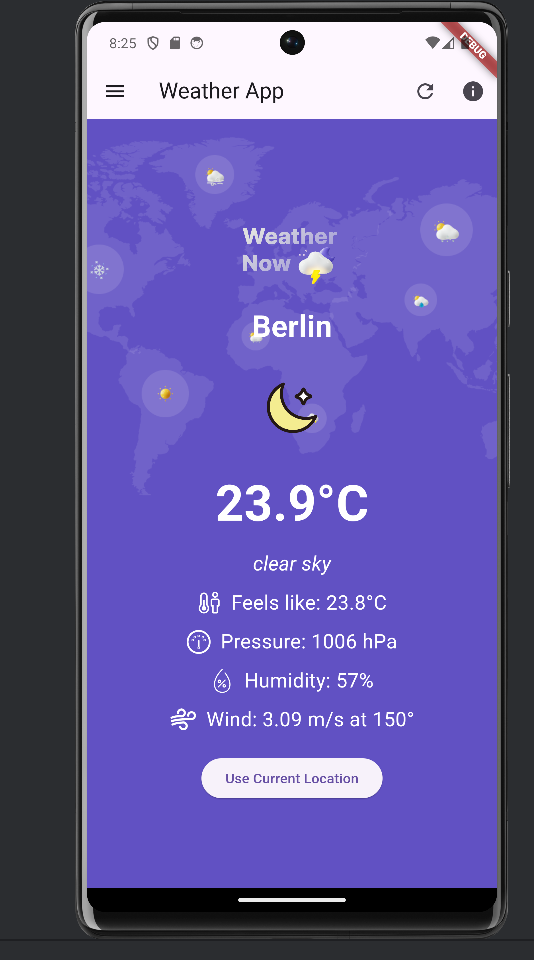 8:25
DEBUG
Weather App
Weather
Now
Berlin
23.9°C
clear sky
Feels like: 23.8°C
Pressure: 1006 hPa
Humidity: 57%
Wind: 3.09 m/s at 150°
Use Current Location